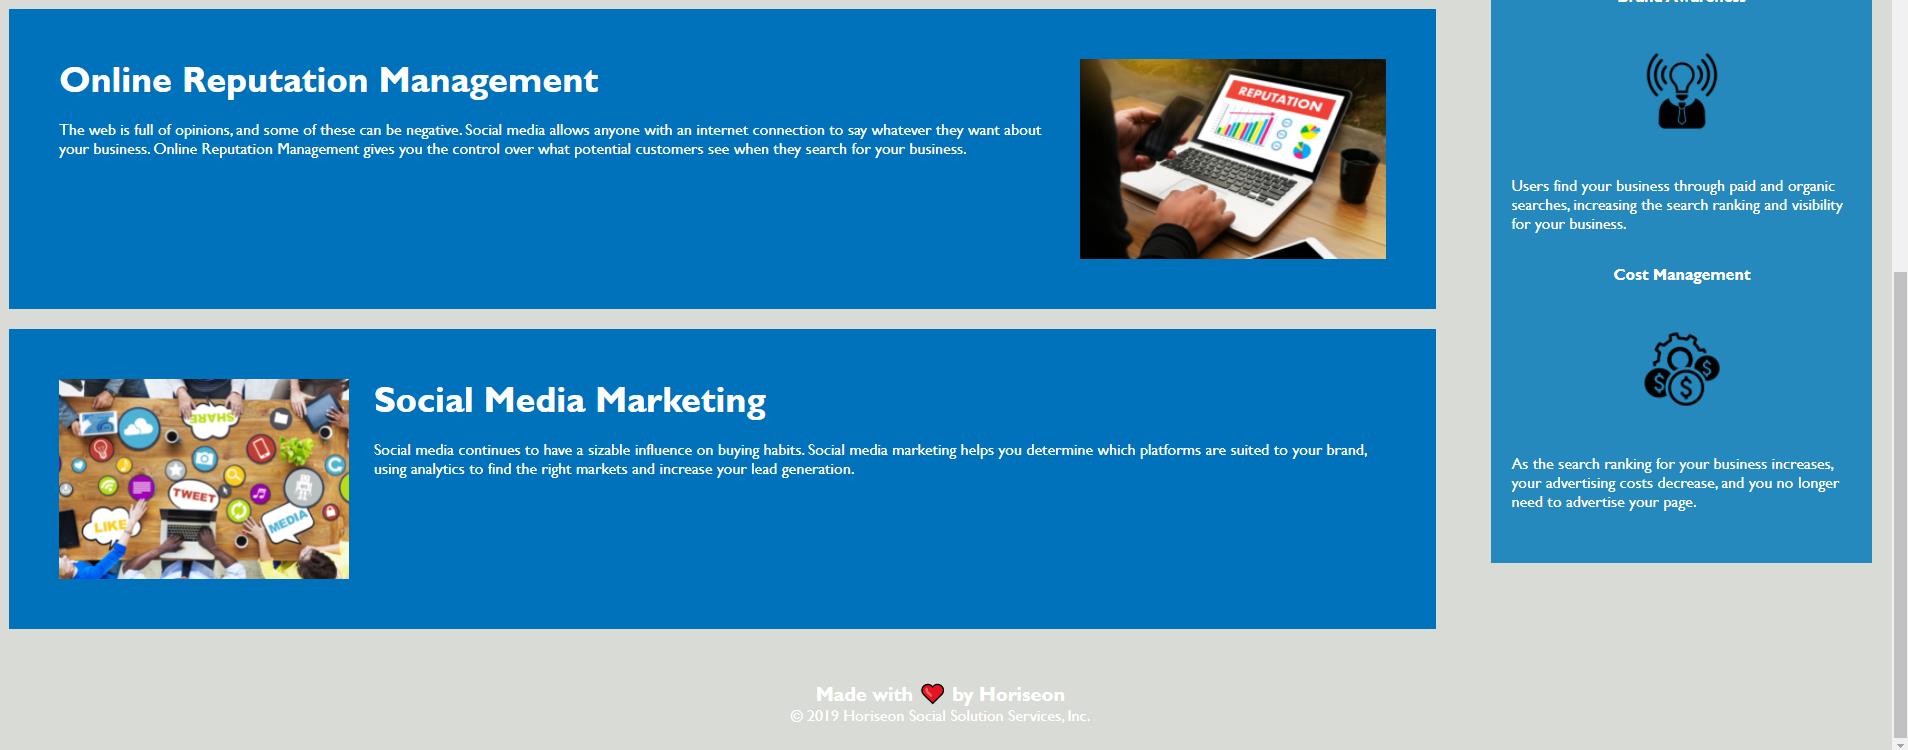 Online Reputation Management
The web is full of opinions, and some of these can be negative. Social media allows anyone with an internet connection to say whatever they want about
your business. Online Reputation Management gives you the control over what potential customers see when they search for your business.
REPUTATION
Social Media Marketing
Social media continues to have a sizable influence on buying habits. Social media marketing helps you determine which platforms are suited to your brand,
using analytics to find the right markets and increase your lead generation.
SHARE
TWEET
LIKE
MEDIA
Brand Awareness
Users find your business through paid and organic
searches, increasing the search ranking and visibility
for your business.
Cost Management
$ $ $
As the search ranking for your business increases,
your advertising costs decrease, and you no longer
need to advertise your page.
Made with ❤ by Horiseon
© 2019 Horiseon Social Solution Services, Inc.